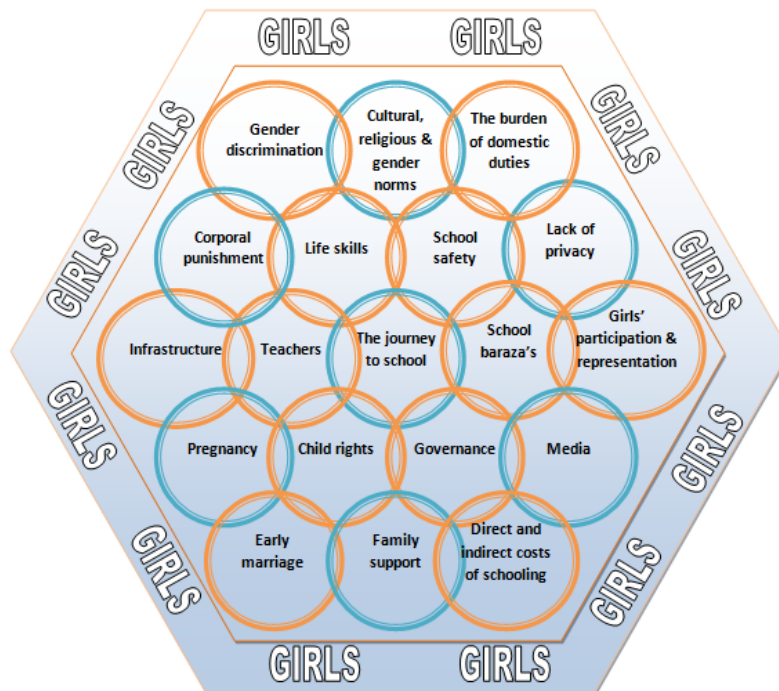 GIRLS GIRLS
GIRLS GIRLS
Gender
discrimination
Cultural,
religious &
gender
norms
The burden
of domestic
duties
GIRLS GIRLS
Corporal
punishment
Life skills
School
safety
Lack of
privacy
Infrastructure
Teachers
The journey
to school
School
baraza's
Girls'
participation &
representation
GIRLS GIRLS
Pregnancy
Child rights
Governance
Media
GIRLS GIRLS
Early
marriage
Family
support
Direct and
indirect costs
of schooling
GIRLS GIRLS